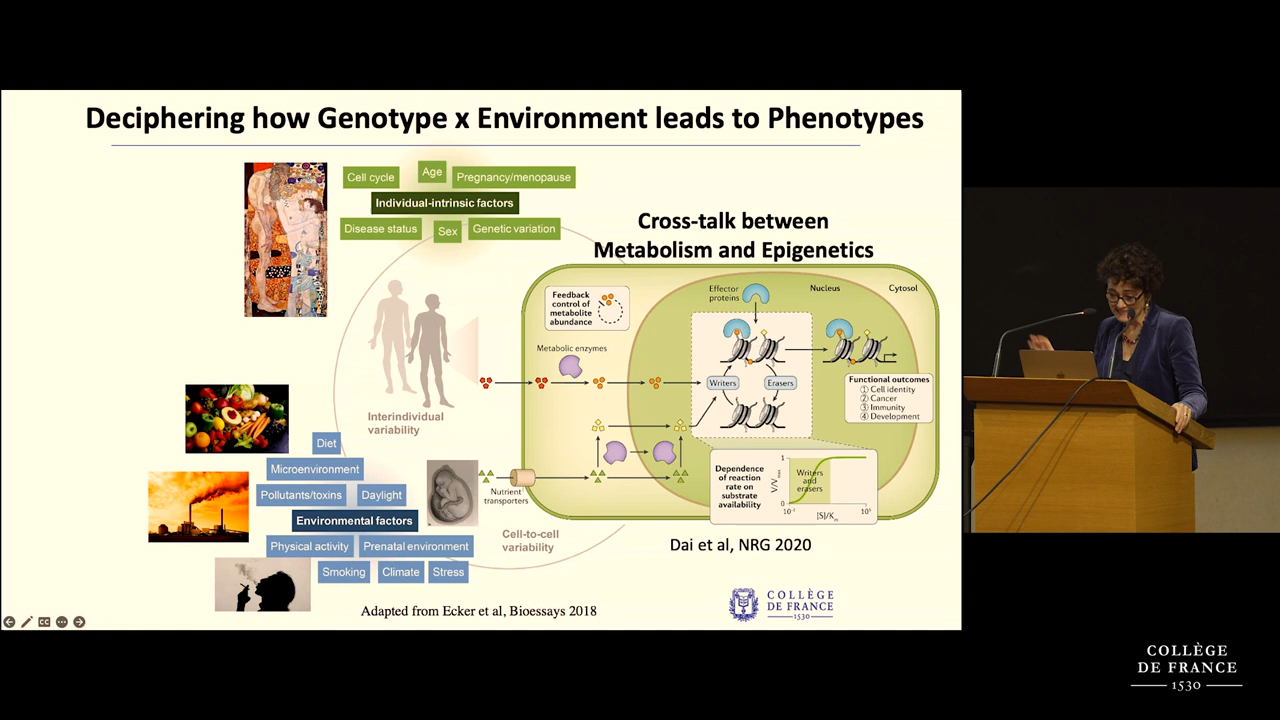 Deciphering how Genotype x Environment leads to Phenotypes
Cell cycle
Age
Pregnancy/menopause
Individual-intrinsic factors
Disease status
Sex
Genetic variation
Cross-talk between
Metabolism and Epigenetics
Interindividual
variability
Diet
Microenvironment
Pollutants/toxins
Daylight
Environmental factors
Physical activity
Prenatal environment
Smoking
Climate
Stress
Cell-to-cell
variability
Feedback
control of
metabolite
abundance
Metabolic enzymes
Nutrient
transporters
Effector
proteins
Nucleus
Cytosol
Writers
Erasers
Functional outcomes
① Cell identity
② Cancer
③ Immunity
④ Development
Dependence
of reaction
rate on
substrate
availability
1
0
Writers
and
erasers
[S]/Km
Dai et al, NRG 2020
Adapted from Ecker et al, Bioessays 2018
CC
COLLÈGE
DE FRANCE
1530
COLLÈGE
DE FRANCE
1530